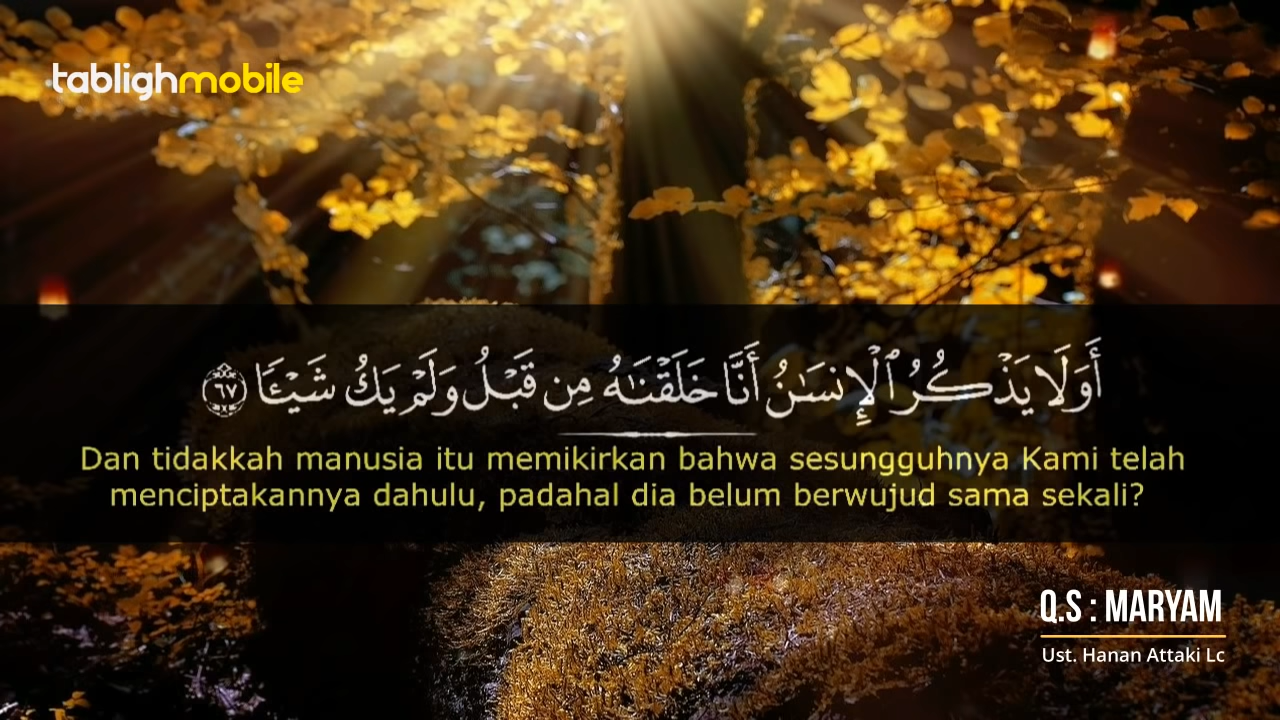 tablighmobile
أَوَلَا يَذْكُرُ ٱلْإِنسَٰنُ أَنَّا خَلَقْنَٰهُ مِن قَبْلُ وَلَمْ يَكُ شَيْـًٔا ٦٧
Dan tidakkah manusia itu memikirkan bahwa sesungguhnya Kami telah
menciptakannya dahulu, padahal dia belum berwujud sama sekali?
Q.S : MARYAM
Ust. Hanan Attaki Lc